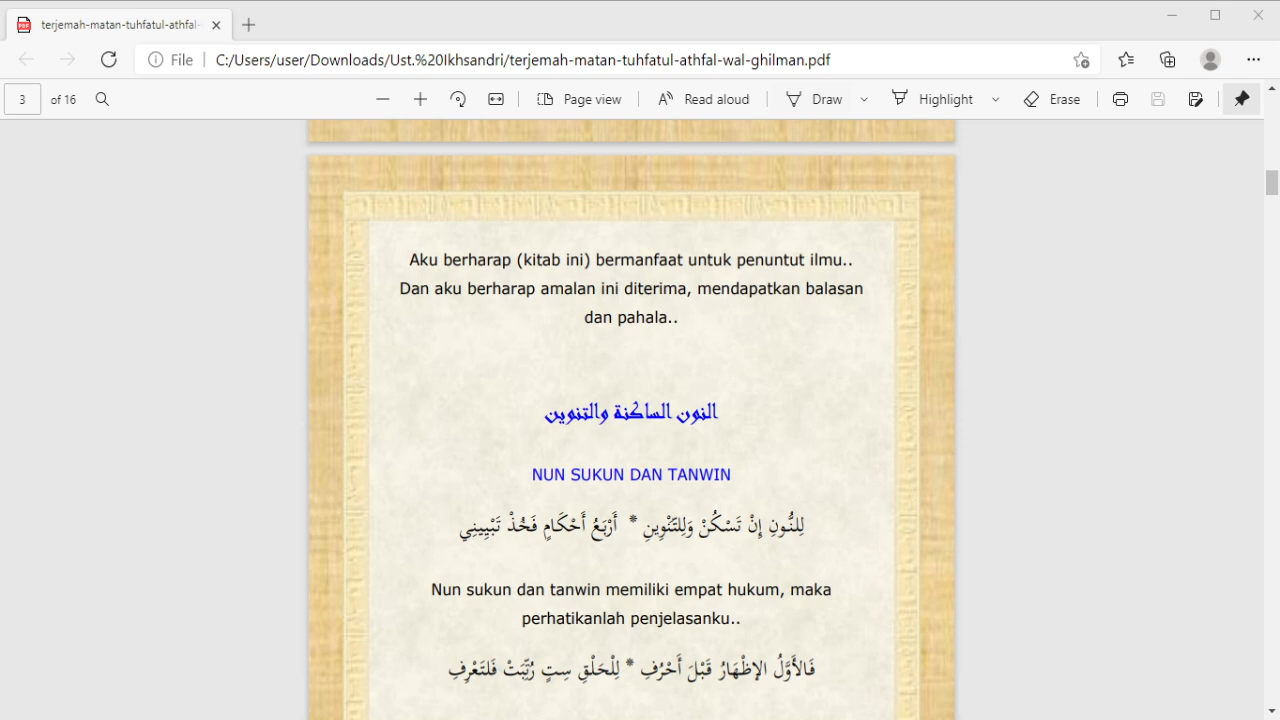 terjemah-matan-tuhfatul-athfal-
File
C:/Users/user/Downloads/Ust.%20Ikhsandri/terjemah-matan-tuhfatul-athfal-wal-ghilman.pdf
3 of 16 Page view Read aloud Draw Highlight Erase
Aku berharap (kitab ini) bermanfaat untuk penuntut ilmu..
Dan aku berharap amalan ini diterima, mendapatkan balasan
dan pahala..
النون الساكنة والتنوين
NUN SUKUN DAN TANWIN
لِلنُّونِ إِنْ تَسْكُنْ وَلِلتَّنْوِينِ * أَرْبَعُ أَحْكَامٍ فَخُذْ تَبْيِينِي
Nun sukun dan tanwin memiliki empat hukum, maka
perhatikanlah penjelasanku..
فَالأَوَّلُ الإِظْهَارُ قَبْلَ أَحْرُفِ * لِلْحَلْقِ سِتٍ رُتِّبَتْ فَلتَعْرِفِ